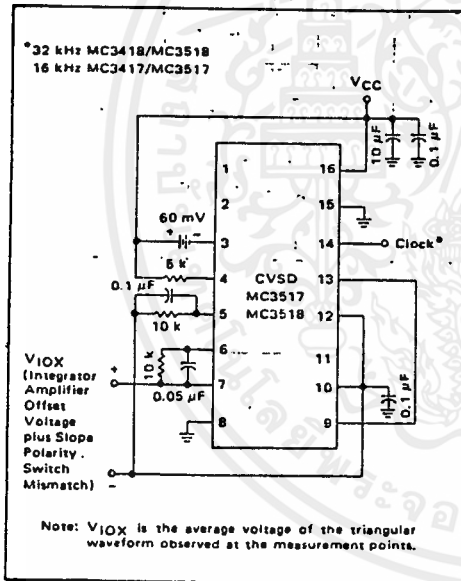 *32 kHz MC3418/MC3518
16 kHz MC3417/MC3517
VCC
10 µF
0.1 µF
1
2
3
4
5
6
7
8
16
15
14
13
12
11
10
9
60 mV
+ -
5 k
0.1 µF
10 k
10 k
0.05 µF
CVSD
MC3517
MC3518
Clock*
0.1 µF
VIOX
(Integrator
Amplifier
Offset
Voltage
plus Slope
Polarity
Switch
Mismatch)
+
-
Note: VIOX is the average voltage of the triangular
waveform observed at the measurement points.